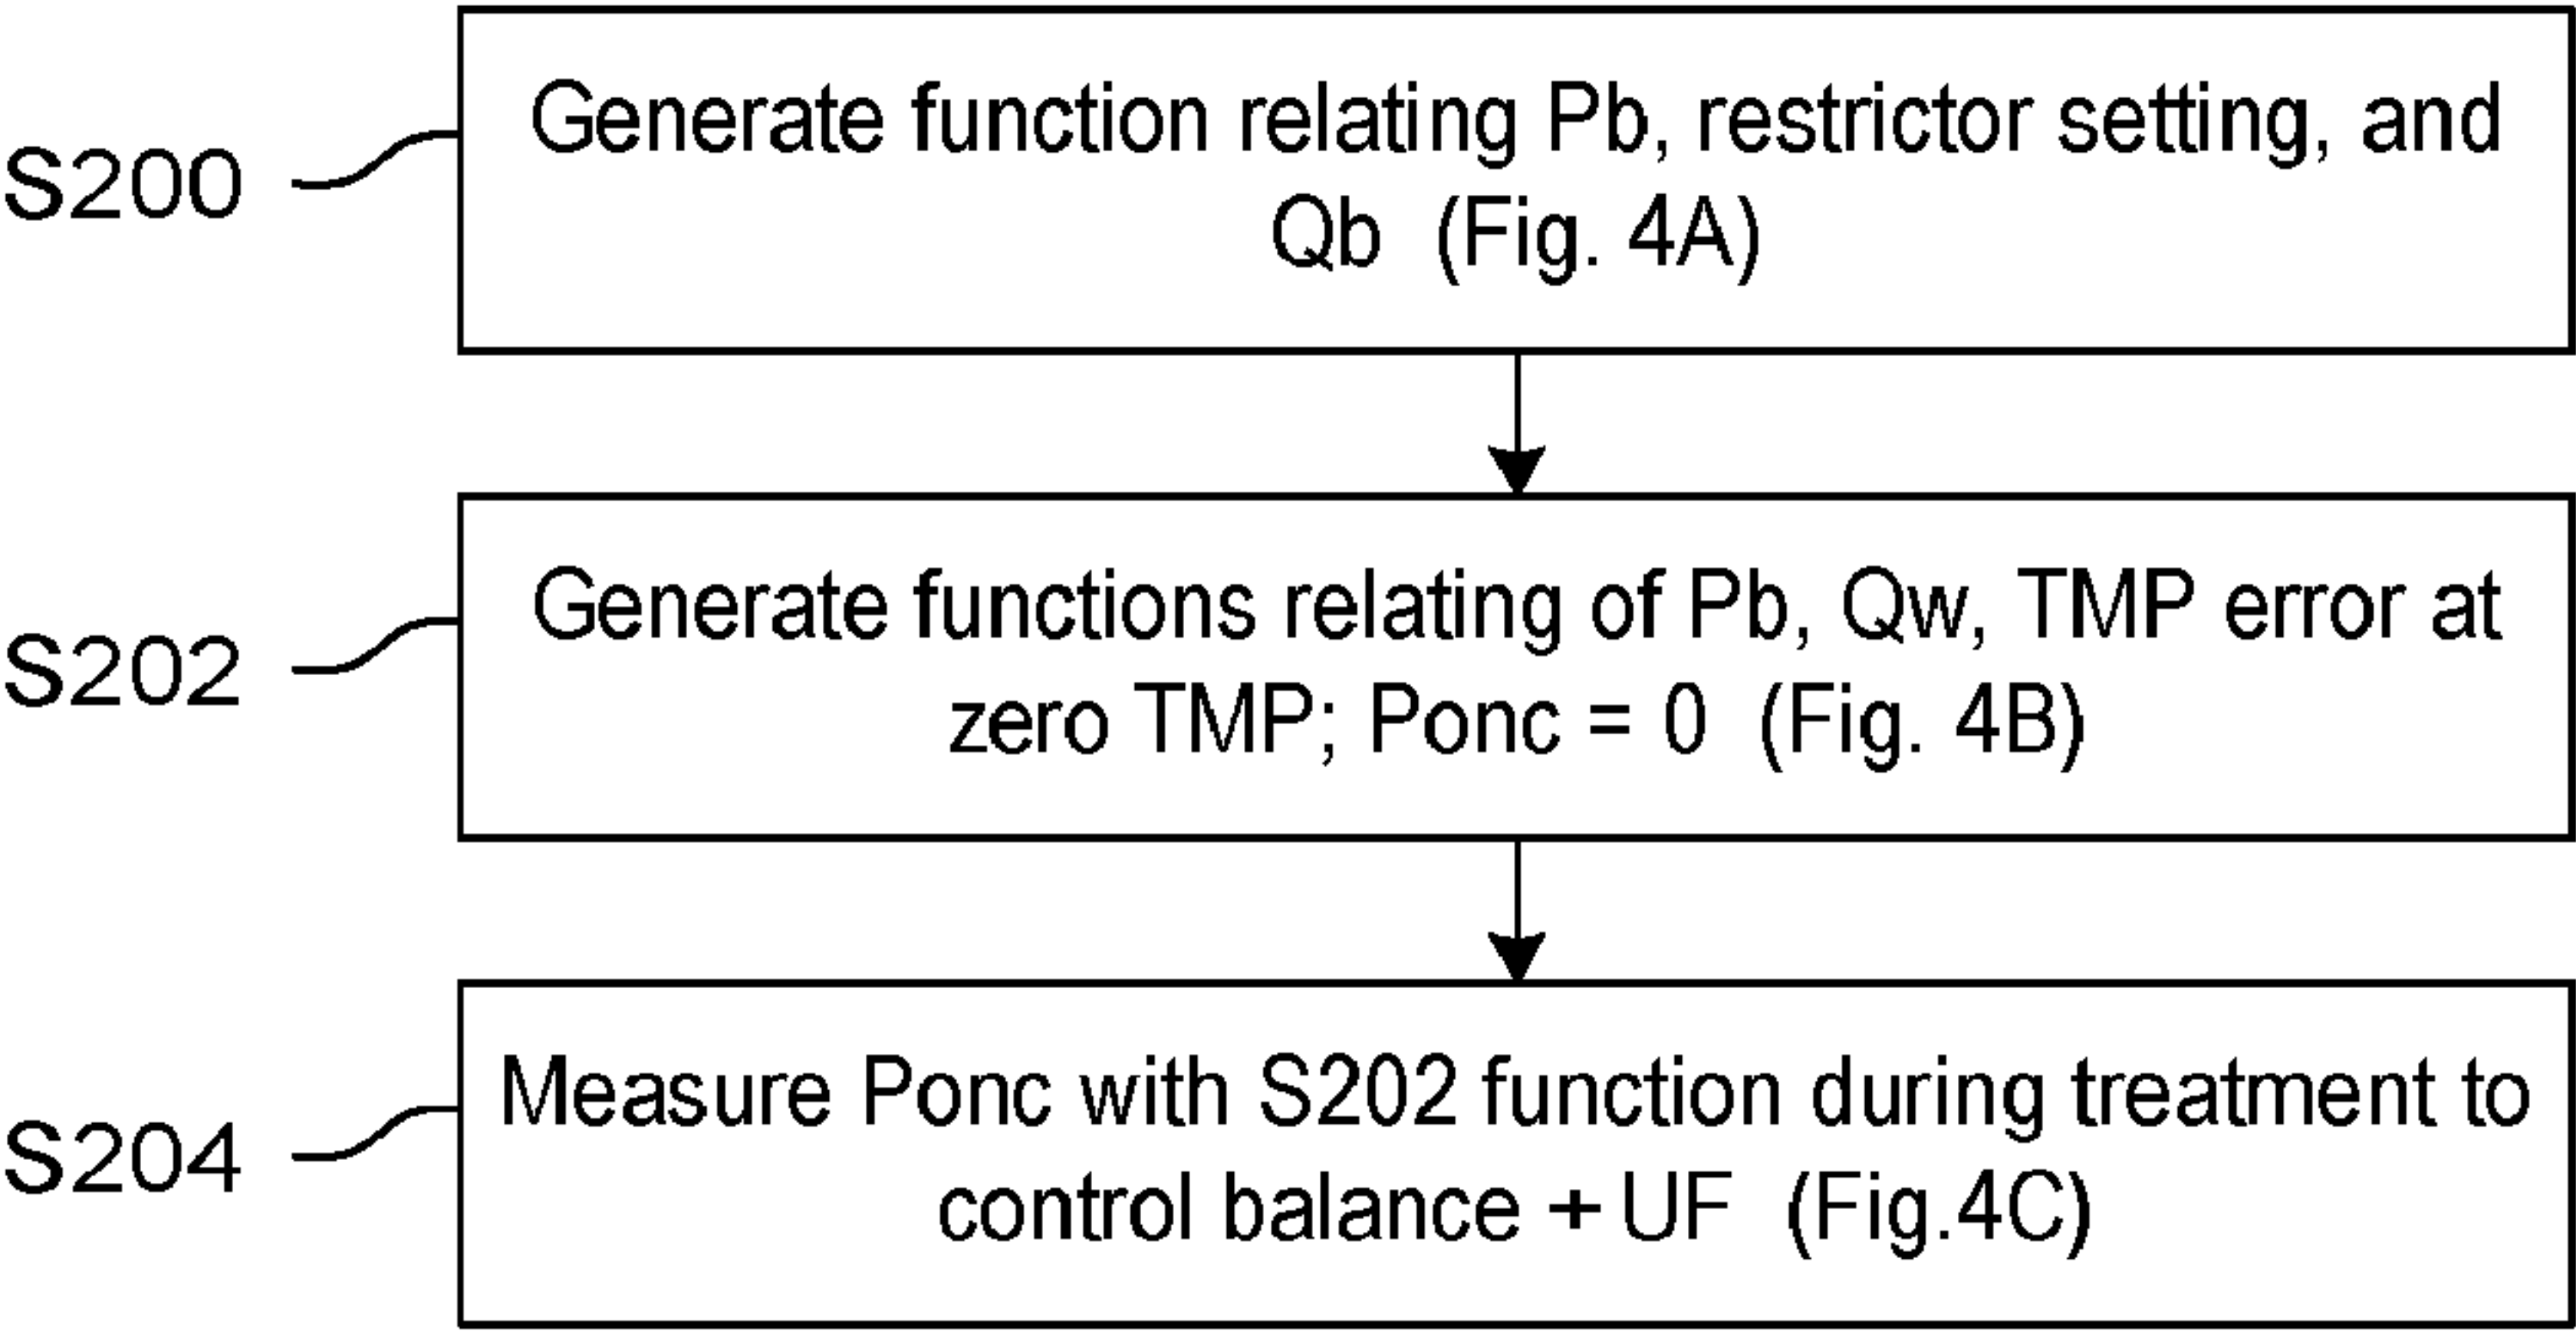 S200
Generate function relating Pb, restrictor setting, and
Qb (Fig. 4A)
S202
Generate functions relating of Pb, Qw, TMP error at
zero TMP; Ponc = 0 (Fig. 4B)
S204
Measure Ponc with S202 function during treatment to
control balance + UF (Fig.4C)